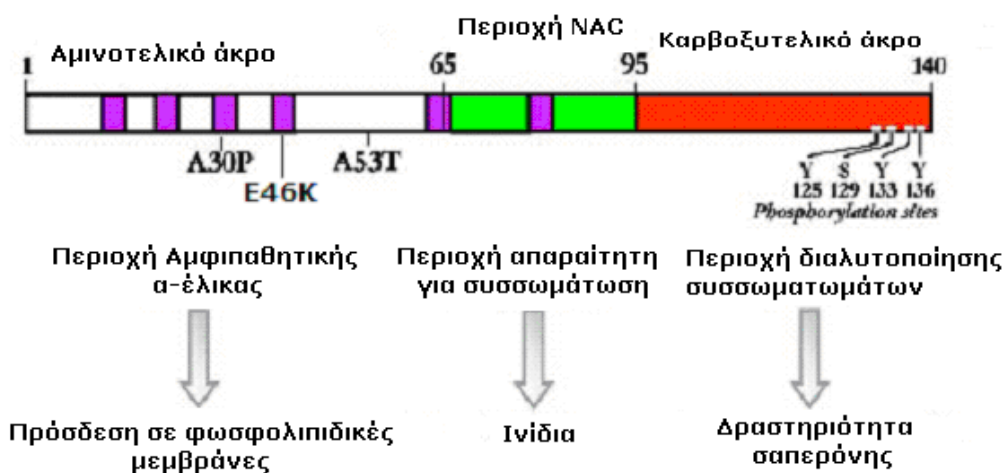 Αμινοτελικό άκρο Περιοχή NAC Καρβοξυτελικό άκρο
1 65 95 140
A30P A53T
E46K
Y S Y Y
125 129 133 136
Phosphorylation sites
Περιοχή Αμφιπαθητικής
α-έλικας
Περιοχή απαραίτητη
για συσσωμάτωση
Περιοχή διαλυτοποίησης
συσσωματωμάτων
Πρόσδεση σε φωσφολιπιδικές
μεμβράνες
Ινίδια
Δραστηριότητα
σαπερόνης